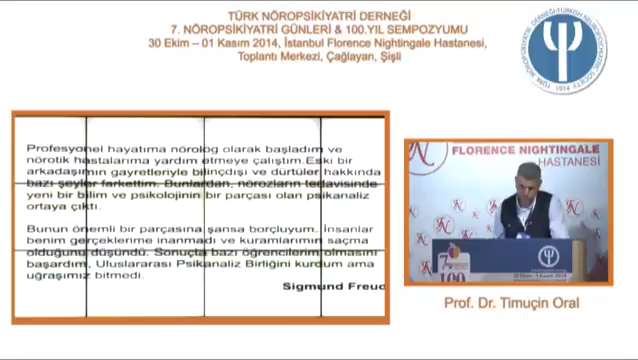 TÜRK NÖROPSİKİYATRİ DERNEĞİ
7. NÖROPSİKİYATRİ GÜNLERİ & 100.YIL SEMPOZYUMU
30 Ekim – 01 Kasım 2014, İstanbul Florence Nightingale Hastanesi,
Toplantı Merkezi, Çağlayan, Şişli
Profesyonel hayatıma nörolog olarak başladım ve
nörotik hastalarıma yardım etmeye çalıştım.Eski bir
arkadaşımın gayretleriyle bilinçdışı ve dürtüler hakkında
bazı şeyler farkettim. Bunlardan, nörozların tedavisinde
yeni bir bilim ve psikolojinin bir parçası olan psikanaliz
ortaya çıktı.
Bunun önemli bir parçasına şansa borçluyum. İnsanlar
benim gerçeklerime inanmadı ve kuramlarımın saçma
olduğunu düşündü. Sonuçta bazı öğrencilerim olmasını
başardım, Uluslararası Psikanaliz Birliğini kurdum ama
uğraşımız bitmedi.
Sigmund Freud
FLORENCE NIGHTINGALE
HASTANESİ
100
Prof. Dr. Timuçin Oral